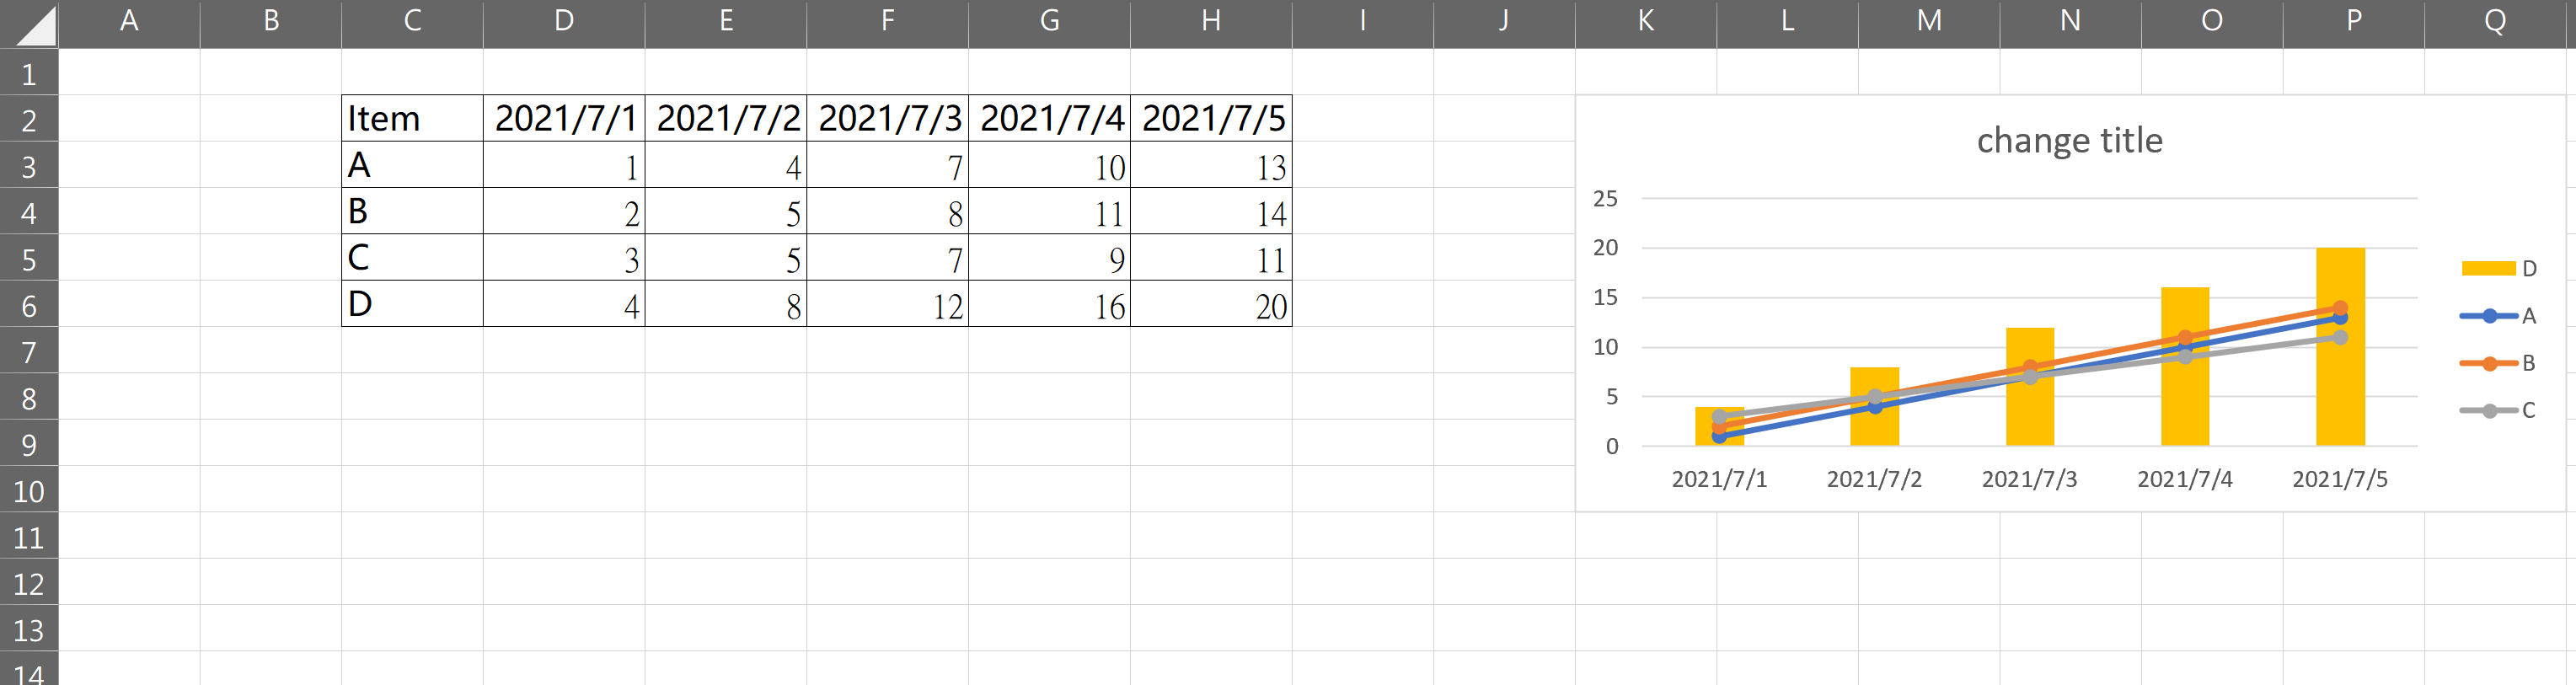 A B C D E F G H I J K L M N O P Q
1
2 Item 2021/7/1 2021/7/2 2021/7/3 2021/7/4 2021/7/5
3 A 1 4 7 10 13
4 B 2 5 8 11 14
5 C 3 5 7 9 11
6 D 4 8 12 16 20
7
8
9
10
11
12
13
14
change title
25
20
15
10
5
0
2021/7/1 2021/7/2 2021/7/3 2021/7/4 2021/7/5
D
A
B
C